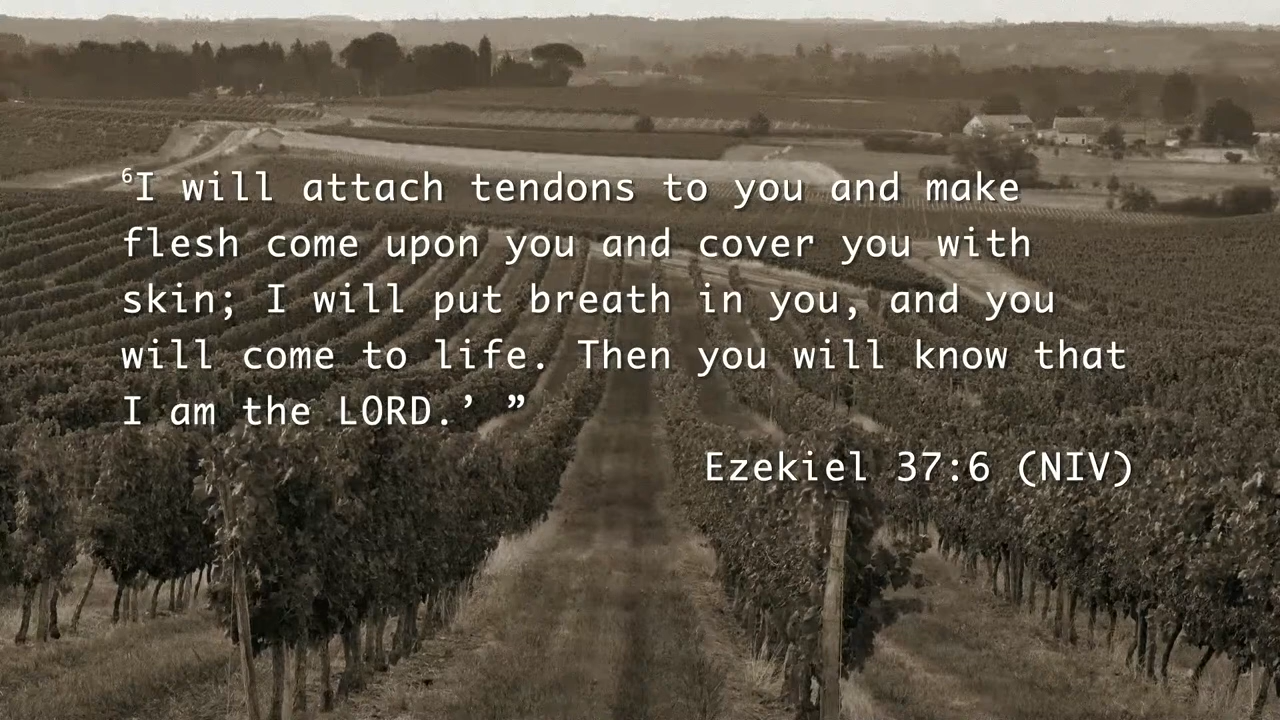 ⁶I will attach tendons to you and make
flesh come upon you and cover you with
skin; I will put breath in you, and you
will come to life. Then you will know that
I am the LORD.’ ”
Ezekiel 37:6 (NIV)